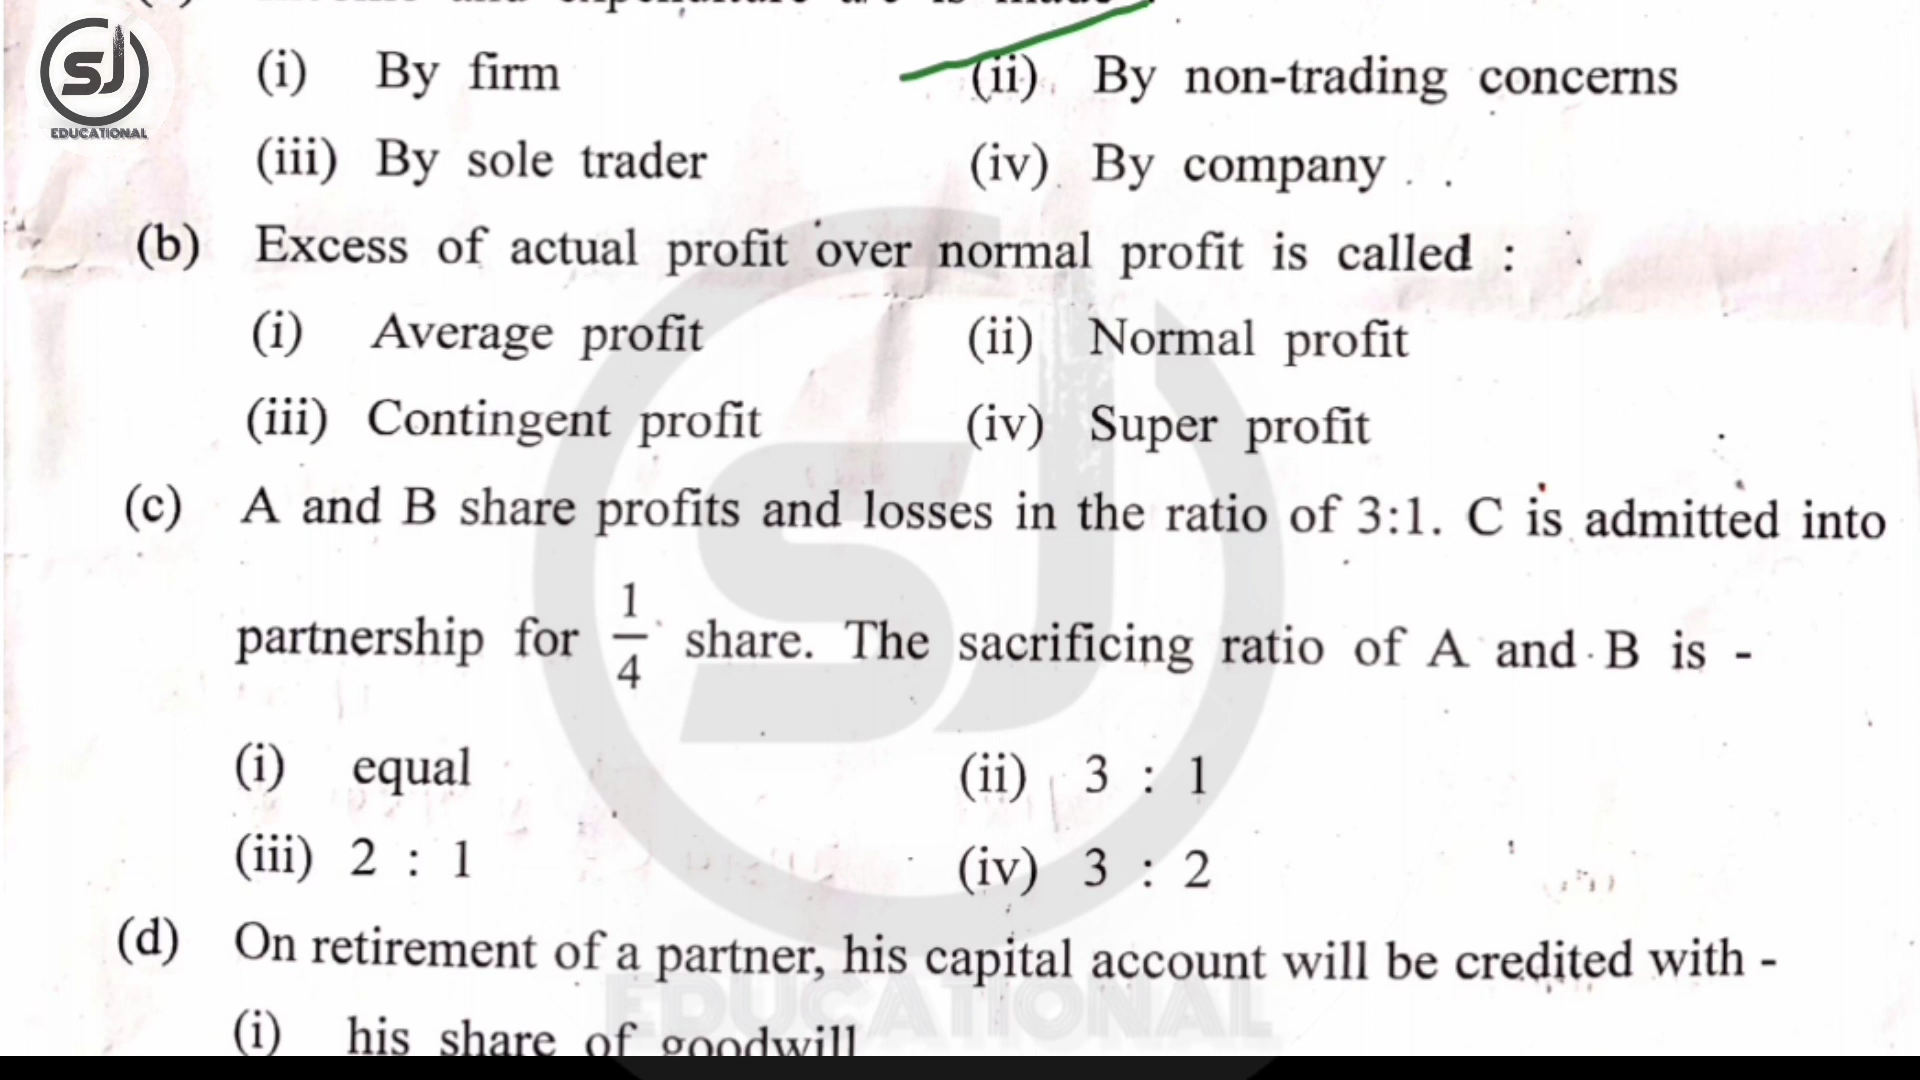 SJ
EDUCATIONAL
(i) By firm (ii) By non-trading concerns
(iii) By sole trader (iv) By company
(b) Excess of actual profit over normal profit is called :
(i) Average profit (ii) Normal profit
(iii) Contingent profit (iv) Super profit
(c) A and B share profits and losses in the ratio of 3:1. C is admitted into
partnership for 1/4 share. The sacrificing ratio of A and B is -
(i) equal (ii) 3 : 1
(iii) 2 : 1 (iv) 3 : 2
(d) On retirement of a partner, his capital account will be credited with -
(i) his share of goodwill
SJ
EDUCATIONAL